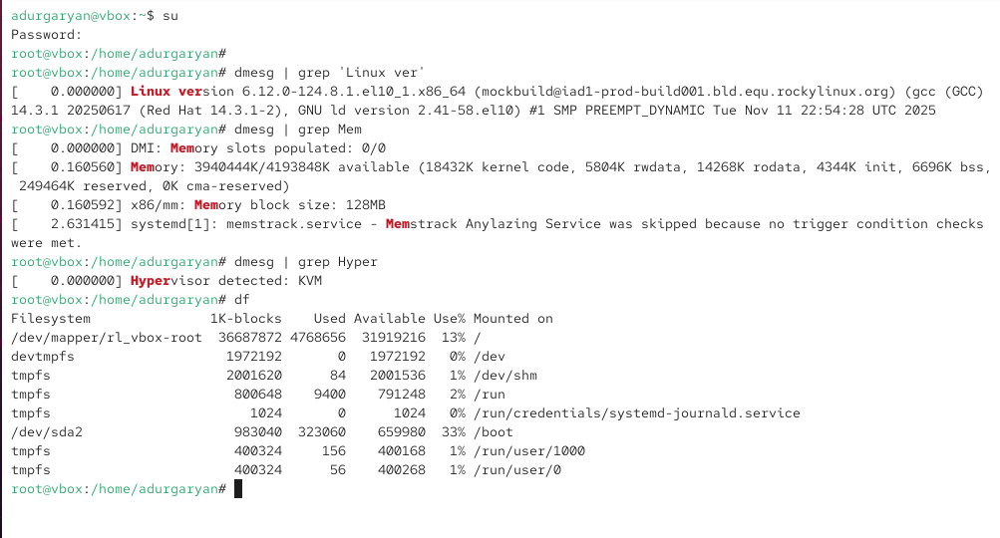 adurgaryan@vbox:~$ su
Password:
root@vbox:/home/adurgaryan#
root@vbox:/home/adurgaryan# dmesg | grep 'Linux ver'
[    0.000000] Linux version 6.12.0-124.8.1.el10_1.x86_64 (mockbuild@iad1-prod-build001.bld.equ.rockylinux.org) (gcc (GCC)
14.3.1 20250617 (Red Hat 14.3.1-2), GNU ld version 2.41-58.el10) #1 SMP PREEMPT_DYNAMIC Tue Nov 11 22:54:28 UTC 2025
root@vbox:/home/adurgaryan# dmesg | grep Mem
[    0.000000] DMI: Memory slots populated: 0/0
[    0.160560] Memory: 3940444K/4193848K available (18432K kernel code, 5804K rwdata, 14268K rodata, 4344K init, 6696K bss,
 249464K reserved, 0K cma-reserved)
[    0.160592] x86/mm: Memory block size: 128MB
[    2.631415] systemd[1]: memstrack.service - Memstrack Anylazing Service was skipped because no trigger condition checks
were met.
root@vbox:/home/adurgaryan# dmesg | grep Hyper
[    0.000000] Hypervisor detected: KVM
root@vbox:/home/adurgaryan# df
Filesystem               1K-blocks    Used Available Use% Mounted on
/dev/mapper/rl_vbox-root  36687872 4768656  31919216  13% /
devtmpfs                   1972192       0   1972192   0% /dev
tmpfs                      2001620      84   2001536   1% /dev/shm
tmpfs                       800648    9400    791248   2% /run
tmpfs                         1024       0      1024   0% /run/credentials/systemd-journald.service
/dev/sda2                   983040  323060    659980  33% /boot
tmpfs                       400324     156    400168   1% /run/user/1000
tmpfs                       400324      56    400268   1% /run/user/0
root@vbox:/home/adurgaryan#